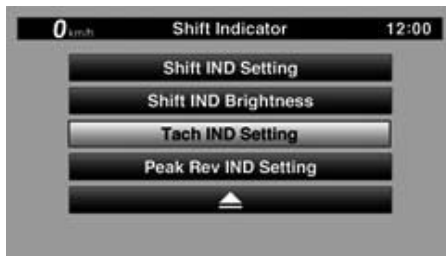 0 km/h Shift Indicator 12:00
Shift IND Setting
Shift IND Brightness
Tach IND Setting
Peak Rev IND Setting